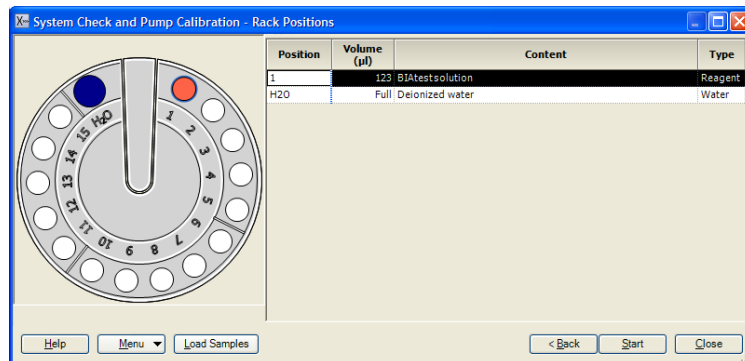 System Check and Pump Calibration - Rack Positions
Position Volume (µl) Content Type
1 123 BIAtest solution Reagent
H2O Full Deionized water Water
H₂O 1 2 3 4 5 6 7 8 9 10 11 12 13 14 15
Help Menu Load Samples < Back Start Close